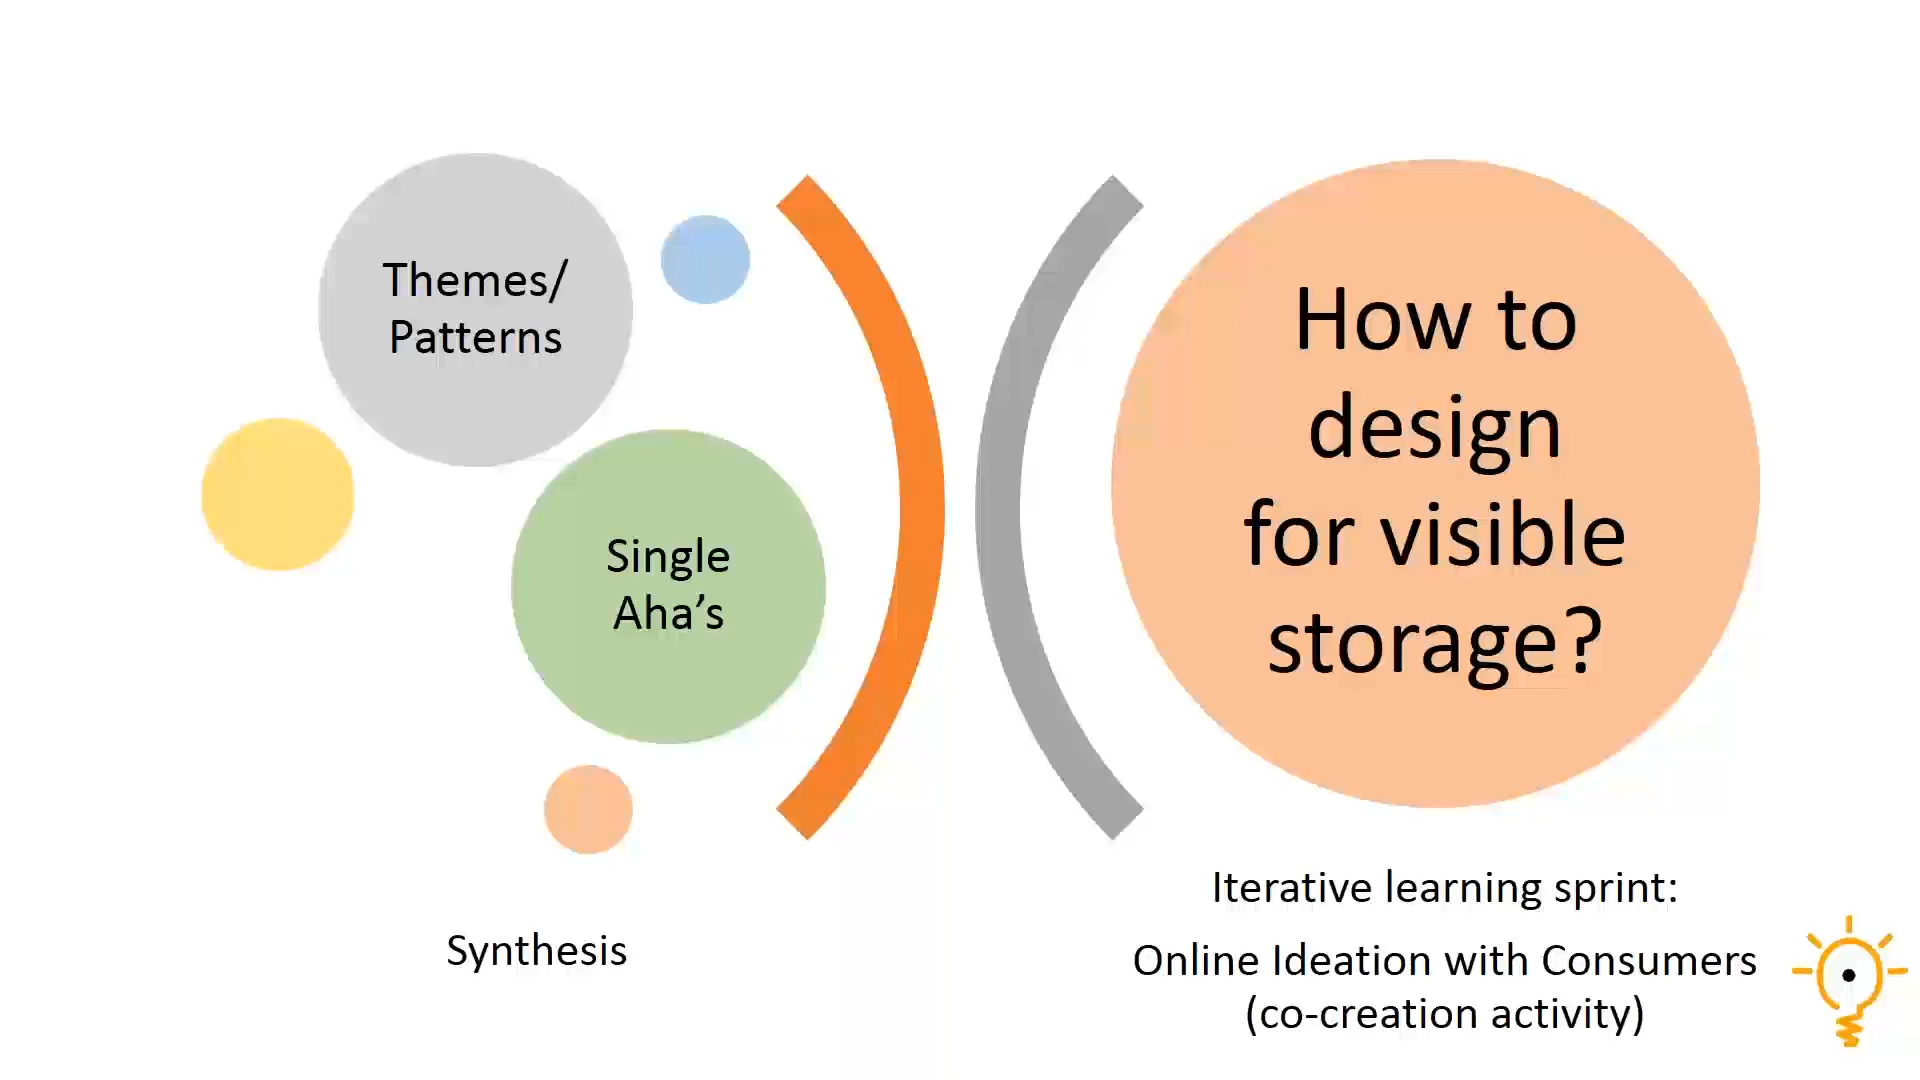 Themes/
Patterns
Single
Aha’s
Synthesis
How to
design
for visible
storage?
Iterative learning sprint:
Online Ideation with Consumers
(co-creation activity)